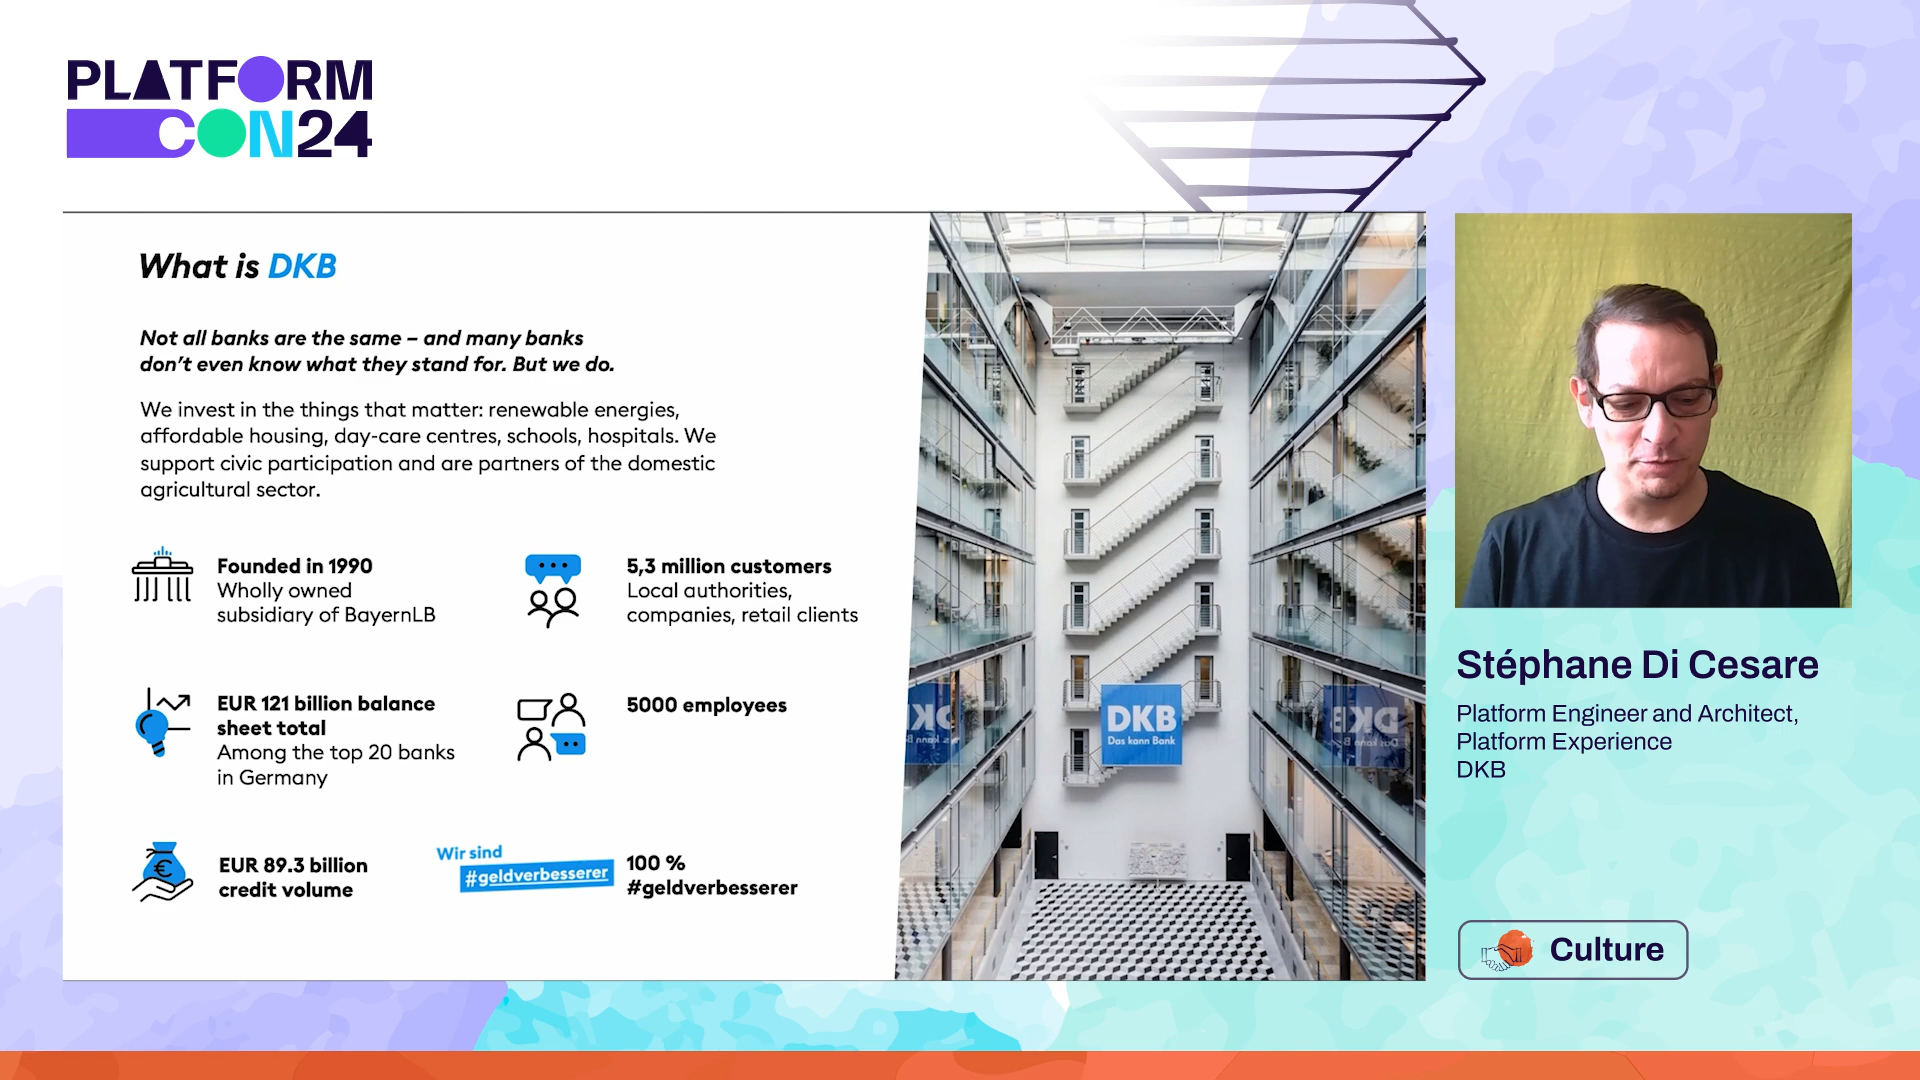 PLATFORM
CON24
What is DKB
Not all banks are the same – and many banks
don't even know what they stand for. But we do.
We invest in the things that matter: renewable energies,
affordable housing, day-care centres, schools, hospitals. We
support civic participation and are partners of the domestic
agricultural sector.
Founded in 1990
Wholly owned
subsidiary of BayernLB
5,3 million customers
Local authorities,
companies, retail clients
EUR 121 billion balance
sheet total
Among the top 20 banks
in Germany
5000 employees
EUR 89.3 billion
credit volume
Wir sind
#geldverbesserer
100 %
#geldverbesserer
DKB
Das kann Bank
Stéphane Di Cesare
Platform Engineer and Architect,
Platform Experience
DKB
Culture